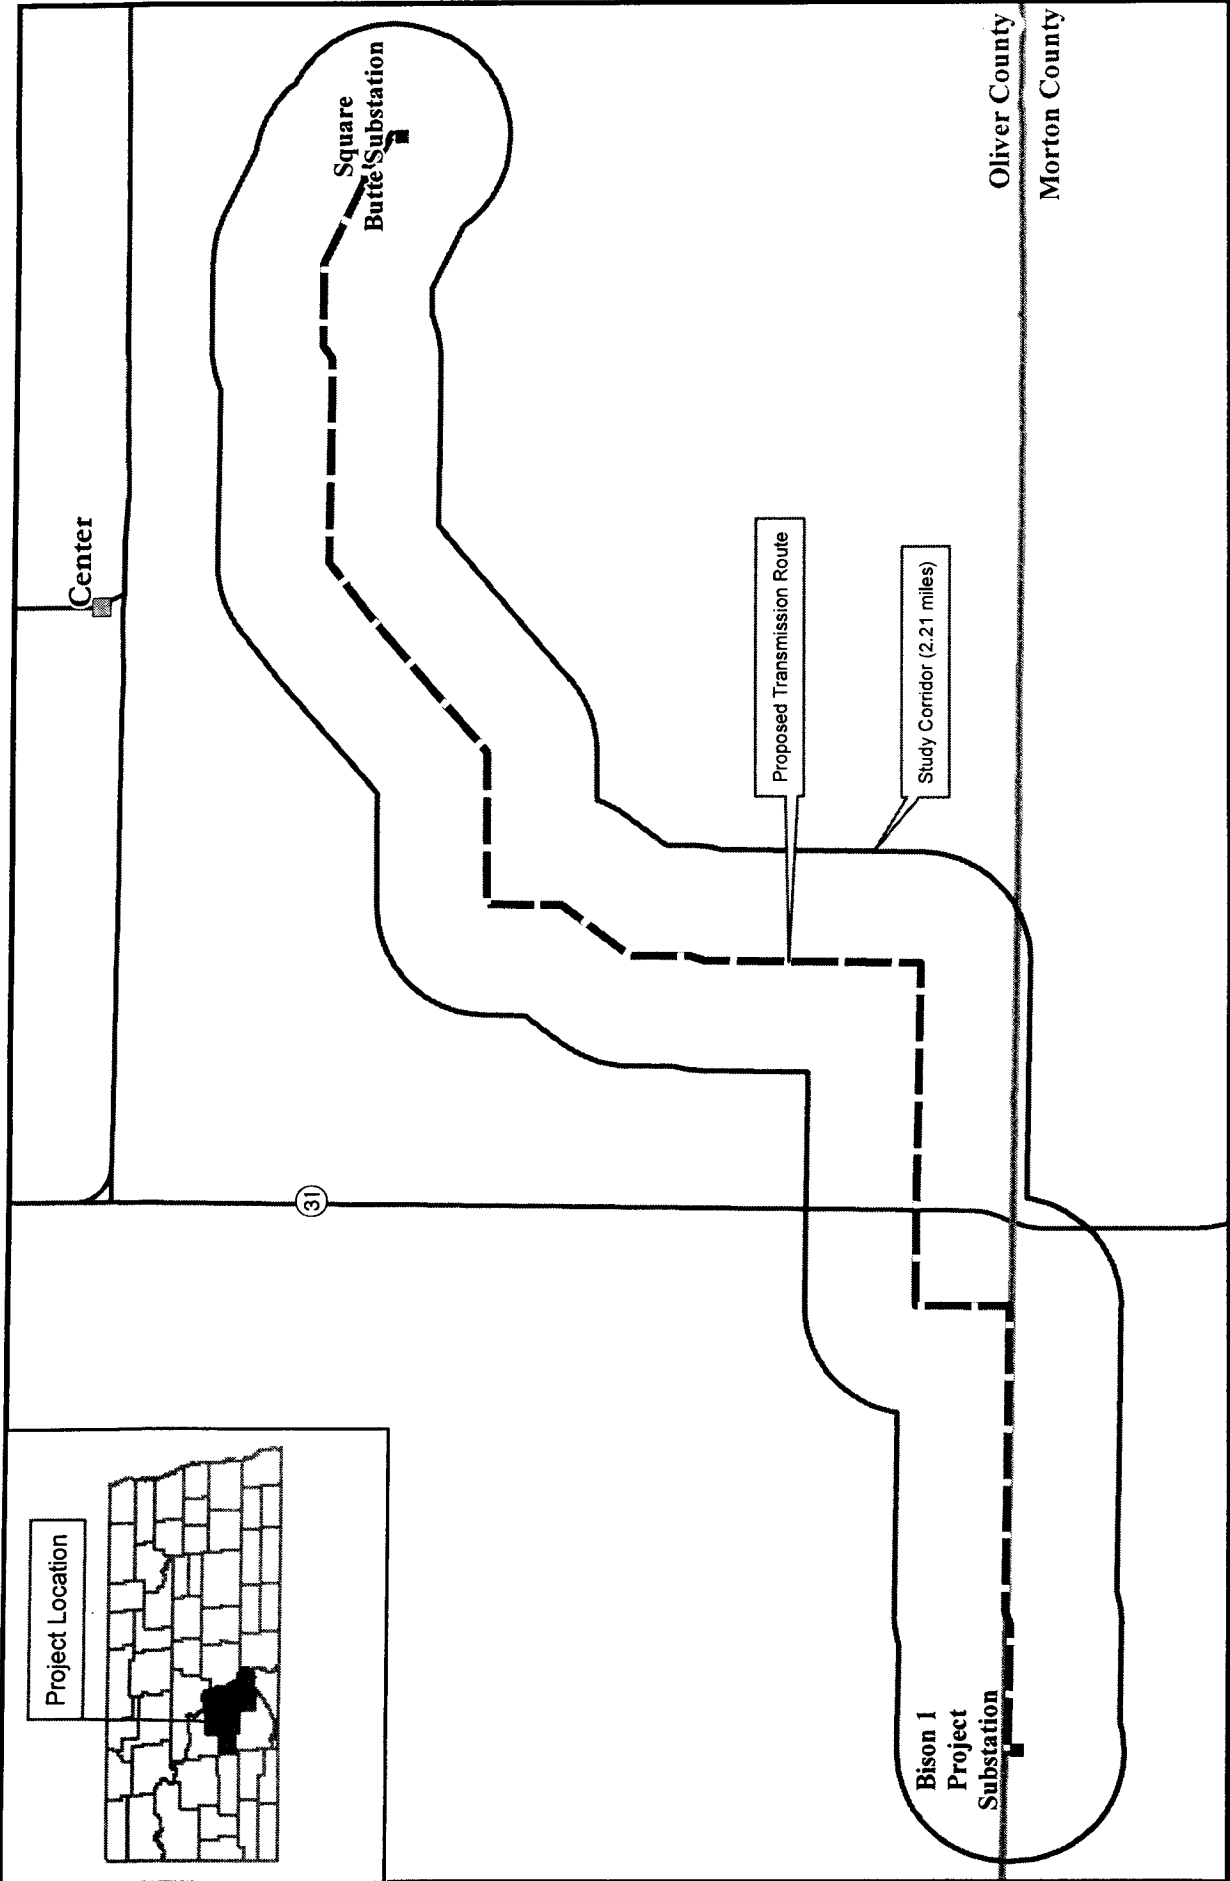 Project Location
Center
31
Square
Butte Substation
Proposed Transmission Route
Study Corridor (2.21 miles)
Oliver County
Morton County
Bison 1
Project
Substation